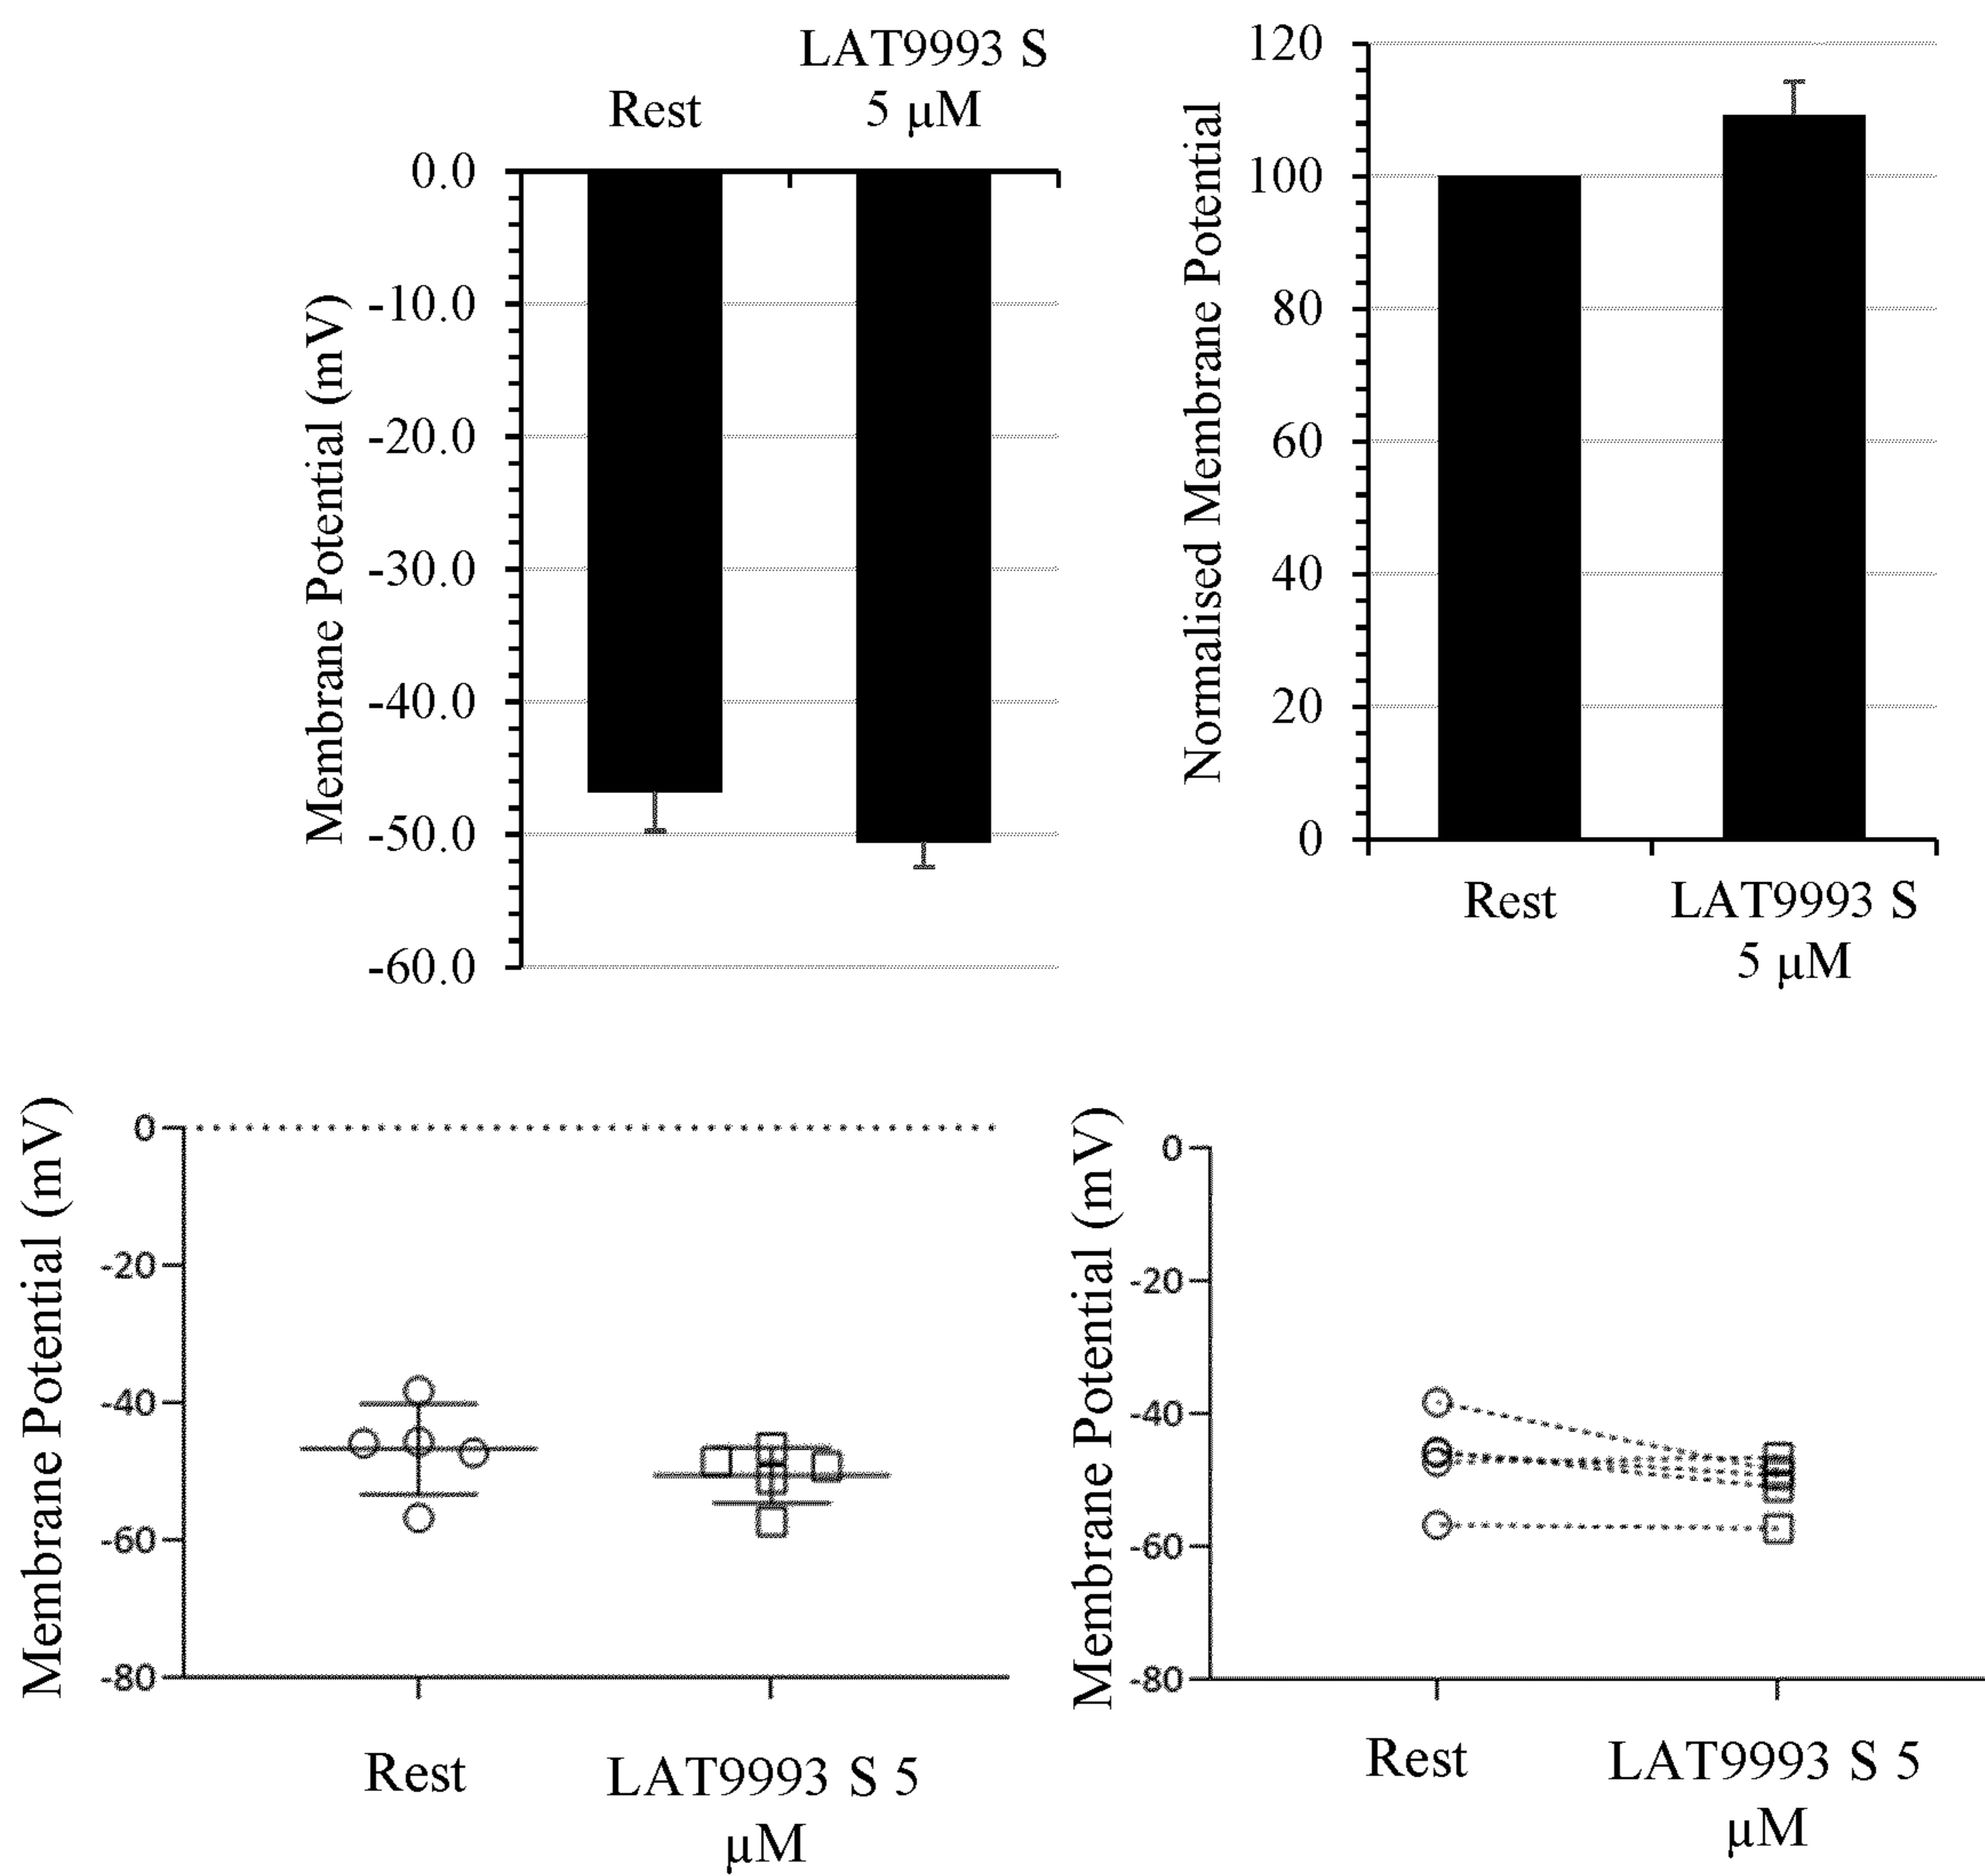 LAT9993 S
Rest
5 μM
0.0
-10.0
-20.0
-30.0
-40.0
-50.0
-60.0
Membrane Potential (mV)
120
100
80
60
40
20
0
Normalised Membrane Potential
Rest
LAT9993 S
5 μM
0
-20
-40
-60
-80
Membrane Potential (mV)
Rest
LAT9993 S 5
μM
0
-20
-40
-60
-80
Membrane Potential (mV)
Rest
LAT9993 S 5
μM